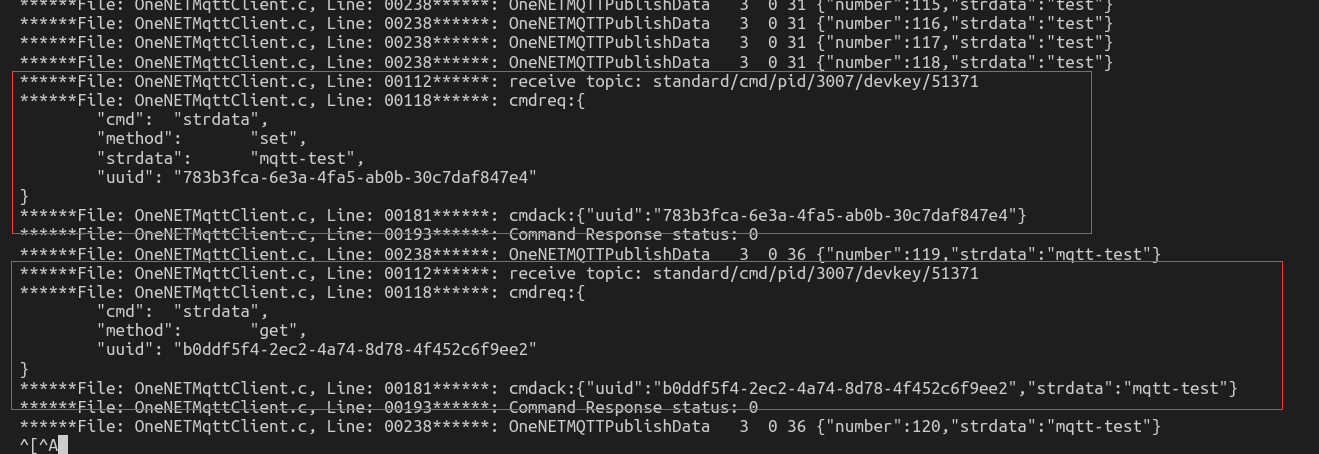 ******File: OneNETMqttClient.c, Line: 00238******: OneNETMQTTPublishData   3  0 31 {"number":115,"strdata":"test"}
******File: OneNETMqttClient.c, Line: 00238******: OneNETMQTTPublishData   3  0 31 {"number":116,"strdata":"test"}
******File: OneNETMqttClient.c, Line: 00238******: OneNETMQTTPublishData   3  0 31 {"number":117,"strdata":"test"}
******File: OneNETMqttClient.c, Line: 00238******: OneNETMQTTPublishData   3  0 31 {"number":118,"strdata":"test"}
******File: OneNETMqttClient.c, Line: 00112******: receive topic: standard/cmd/pid/3007/devkey/51371
******File: OneNETMqttClient.c, Line: 00118******: cmdreq:{
        "cmd":  "strdata",
        "method":       "set",
        "strdata":      "mqtt-test",
        "uuid": "783b3fca-6e3a-4fa5-ab0b-30c7daf847e4"
}
******File: OneNETMqttClient.c, Line: 00181******: cmdack:{"uuid":"783b3fca-6e3a-4fa5-ab0b-30c7daf847e4"}
******File: OneNETMqttClient.c, Line: 00193******: Command Response status: 0
******File: OneNETMqttClient.c, Line: 00238******: OneNETMQTTPublishData   3  0 36 {"number":119,"strdata":"mqtt-test"}
******File: OneNETMqttClient.c, Line: 00112******: receive topic: standard/cmd/pid/3007/devkey/51371
******File: OneNETMqttClient.c, Line: 00118******: cmdreq:{
        "cmd":  "strdata",
        "method":       "get",
        "uuid": "b0ddf5f4-2ec2-4a74-8d78-4f452c6f9ee2"
}
******File: OneNETMqttClient.c, Line: 00181******: cmdack:{"uuid":"b0ddf5f4-2ec2-4a74-8d78-4f452c6f9ee2","strdata":"mqtt-test"}
******File: OneNETMqttClient.c, Line: 00193******: Command Response status: 0
******File: OneNETMqttClient.c, Line: 00238******: OneNETMQTTPublishData   3  0 36 {"number":120,"strdata":"mqtt-test"}
^[^A